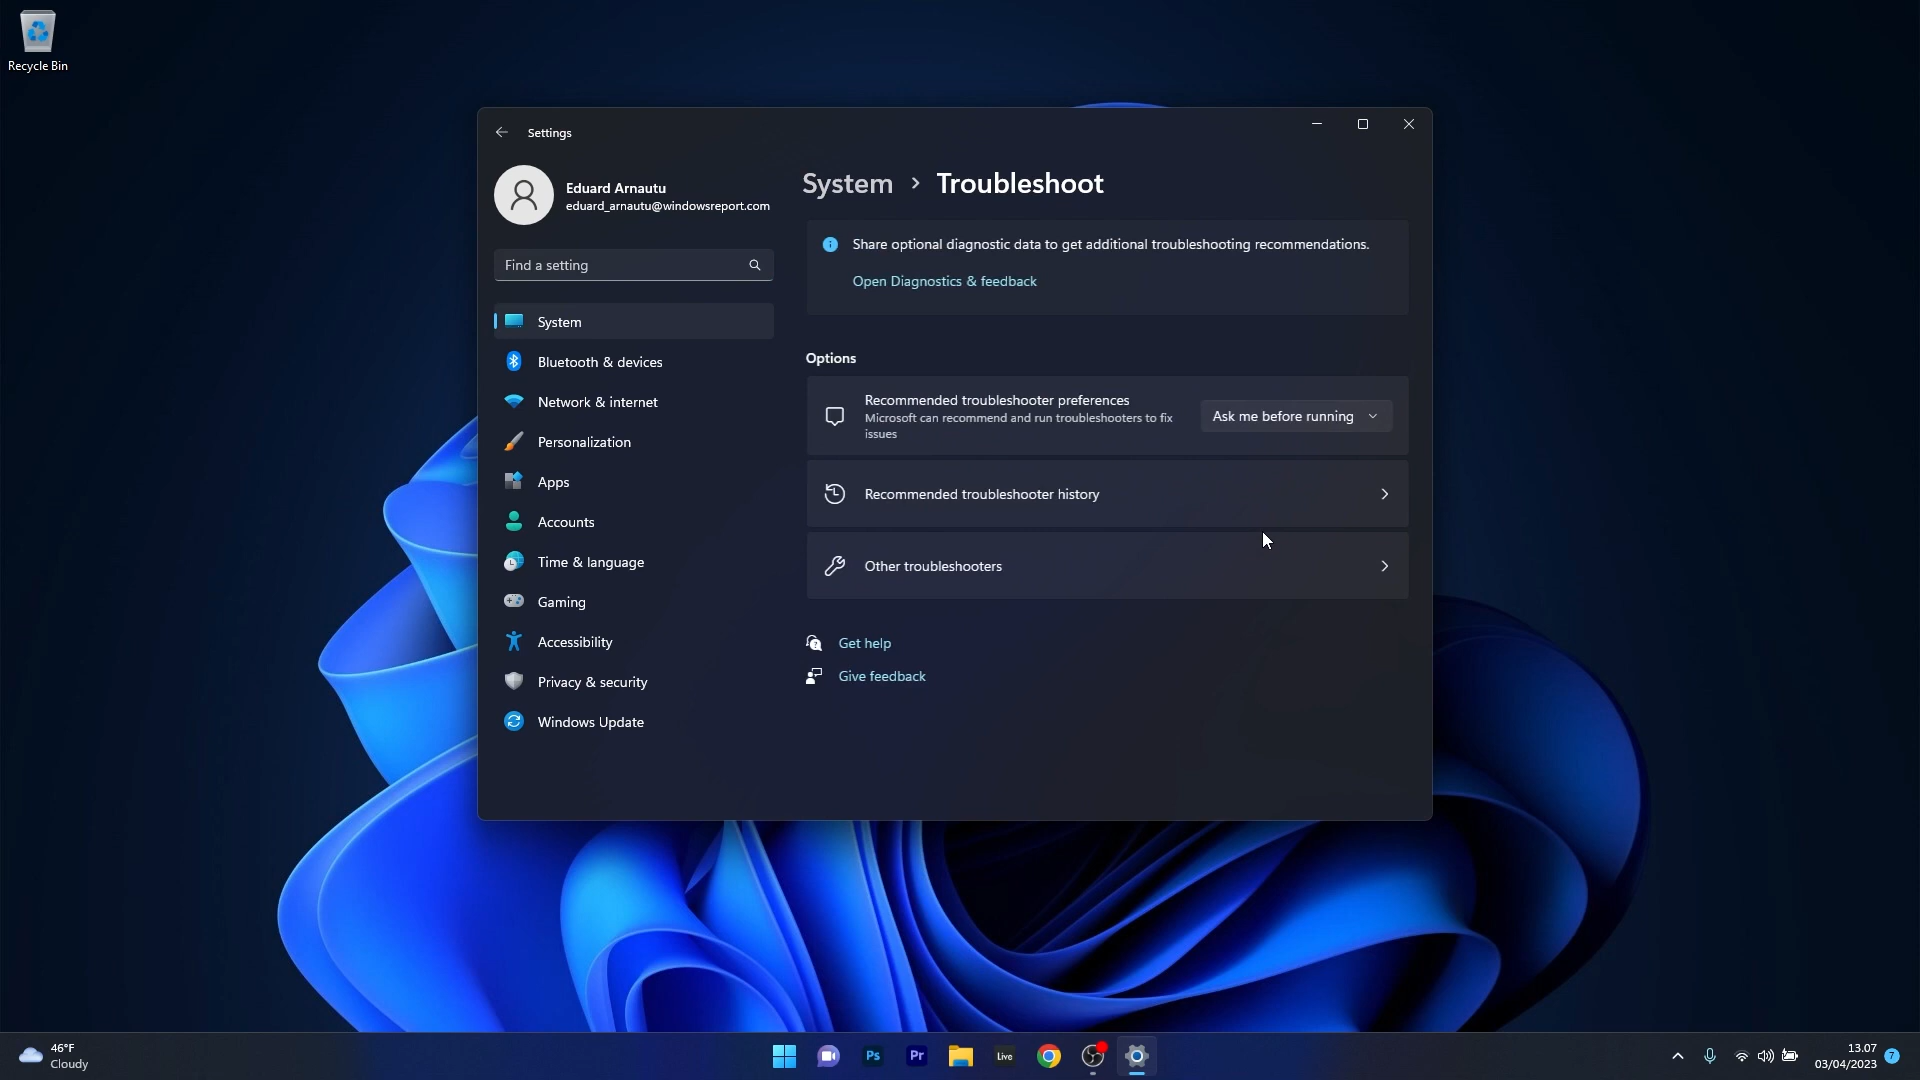 Recycle Bin
Settings
Eduard Arnautu
eduard_arnautu@windowsreport.com
Find a setting
System
Bluetooth & devices
Network & internet
Personalization
Apps
Accounts
Time & language
Gaming
Accessibility
Privacy & security
Windows Update
System > Troubleshoot
Share optional diagnostic data to get additional troubleshooting recommendations.
Open Diagnostics & feedback
Options
Recommended troubleshooter preferences
Microsoft can recommend and run troubleshooters to fix
issues
Ask me before running
Recommended troubleshooter history
Other troubleshooters
Get help
Give feedback
46°F
Cloudy
Ps
Pr
Live
13.07
03/04/2023
7